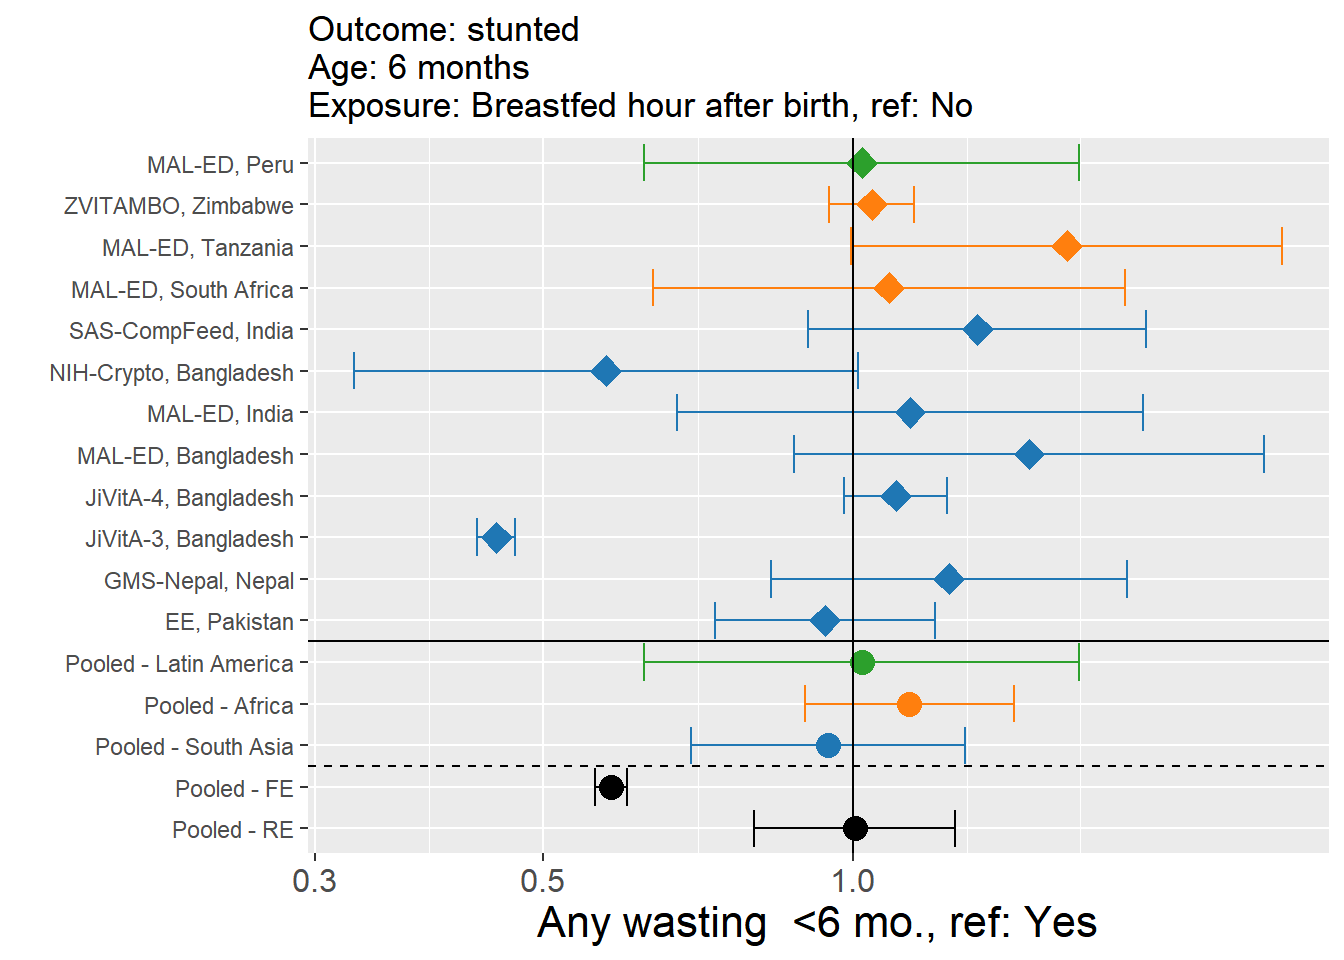 Outcome: stunted
Age: 6 months
Exposure: Breastfed hour after birth, ref: No
MAL-ED, Peru
ZVITAMBO, Zimbabwe
MAL-ED, Tanzania
MAL-ED, South Africa
SAS-CompFeed, India
NIH-Crypto, Bangladesh
MAL-ED, India
MAL-ED, Bangladesh
JiVitA-4, Bangladesh
JiVitA-3, Bangladesh
GMS-Nepal, Nepal
EE, Pakistan
Pooled - Latin America
Pooled - Africa
Pooled - South Asia
Pooled - FE
Pooled - RE
0.3 0.5 1.0
Any wasting  <6 mo., ref: Yes